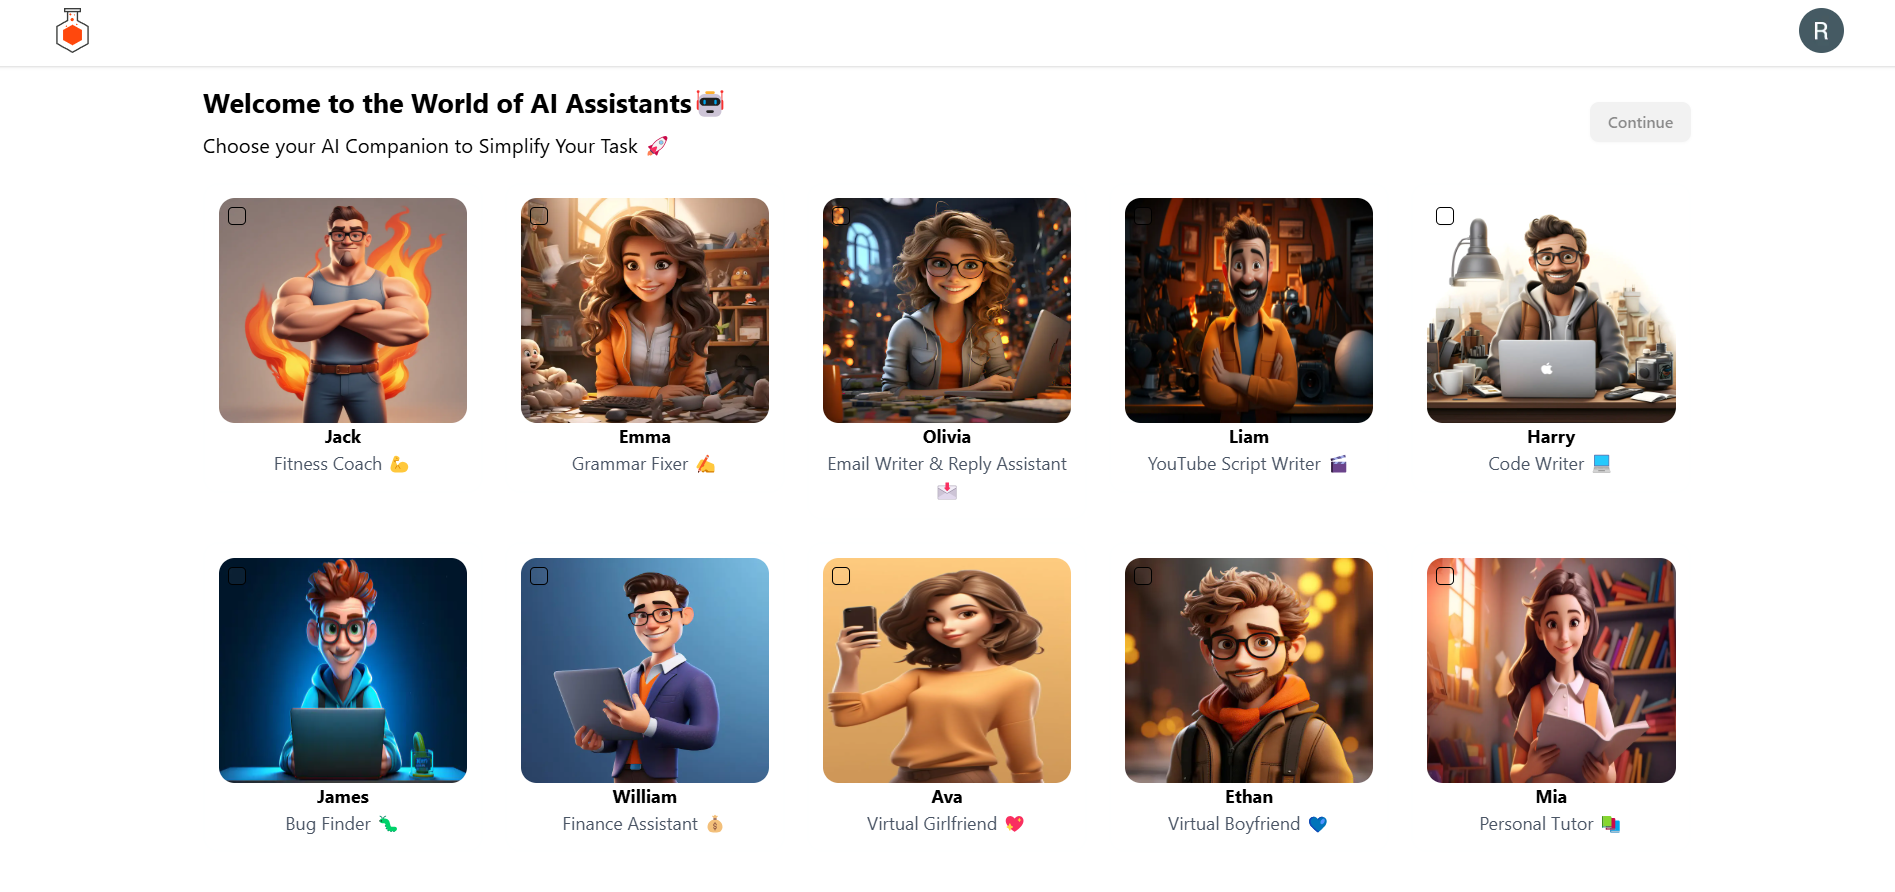 R
Welcome to the World of AI Assistants🤖
Continue
Choose your AI Companion to Simplify Your Task 🚀
Jack
Fitness Coach 💪
Emma
Grammar Fixer ✍️
Olivia
Email Writer & Reply Assistant
📩
Liam
YouTube Script Writer 🎬
Harry
Code Writer 💻
James
Bug Finder 🐛
William
Finance Assistant 💰
Ava
Virtual Girlfriend 💖
Ethan
Virtual Boyfriend 💙
Mia
Personal Tutor 📚